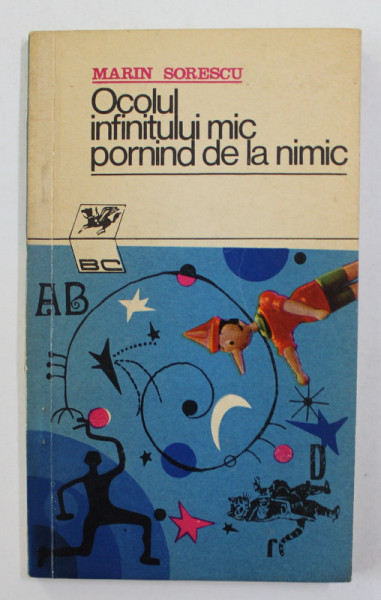 MARIN SORESCU
Ocolul
infinitului mic
pornind de la nimic
BC
AB
D